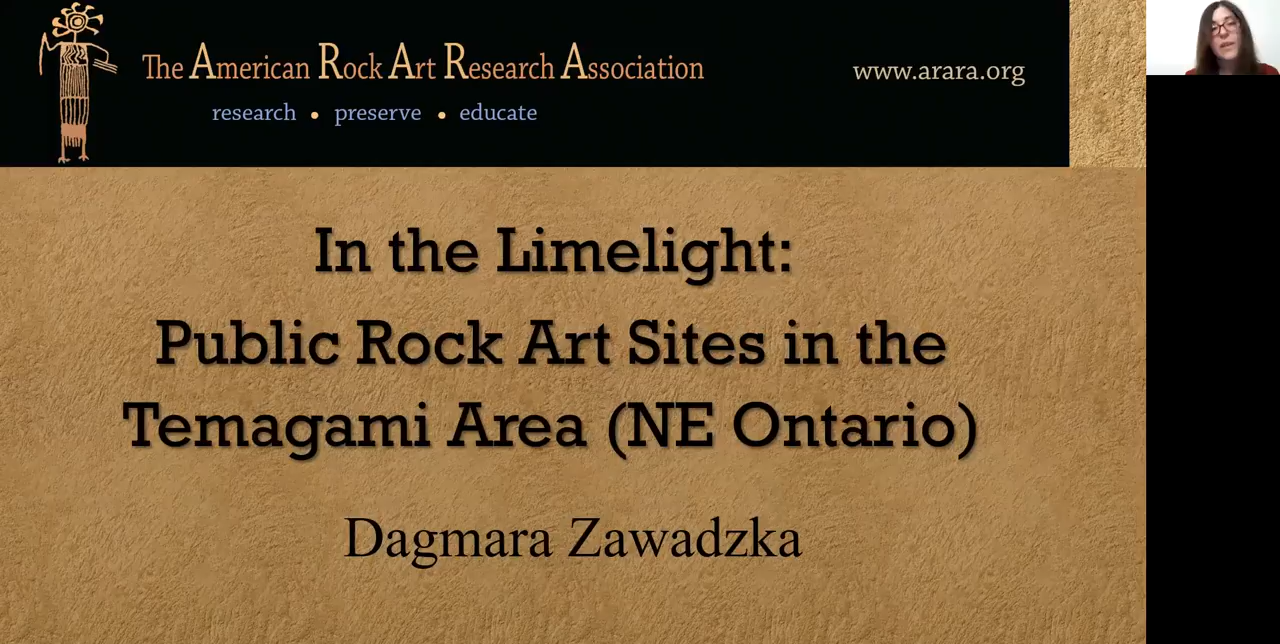 The American Rock Art Research Association
www.arara.org
research • preserve • educate
In the Limelight:
Public Rock Art Sites in the
Temagami Area (NE Ontario)
Dagmara Zawadzka